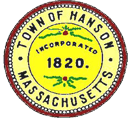 TOWN OF HANSON
INCORPORATED
1820.
MASSACHUSETTS